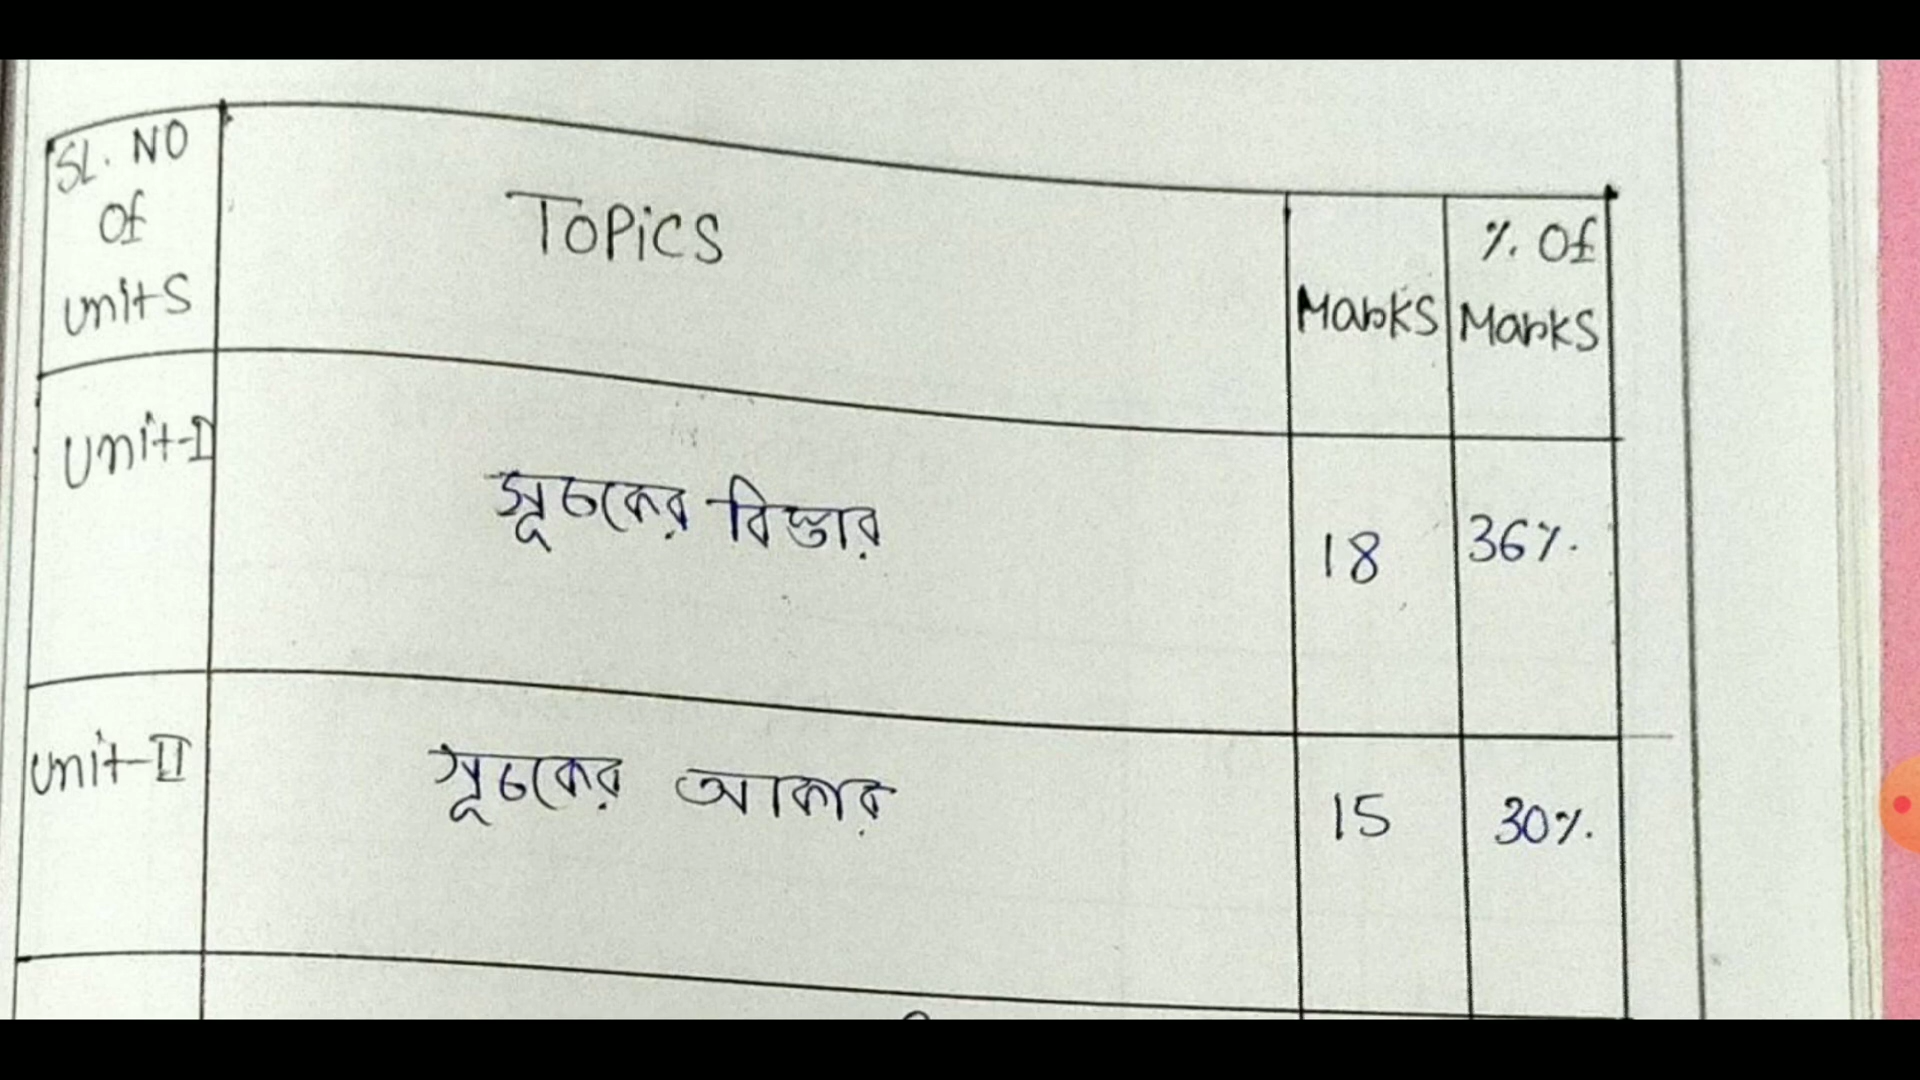 SL. NO
Of
units
TOPiCS
Marks
% Of
Marks
unit-I
সূচকের বিস্তার
18
36%
unit-II
সূচকের আকার
15
30%